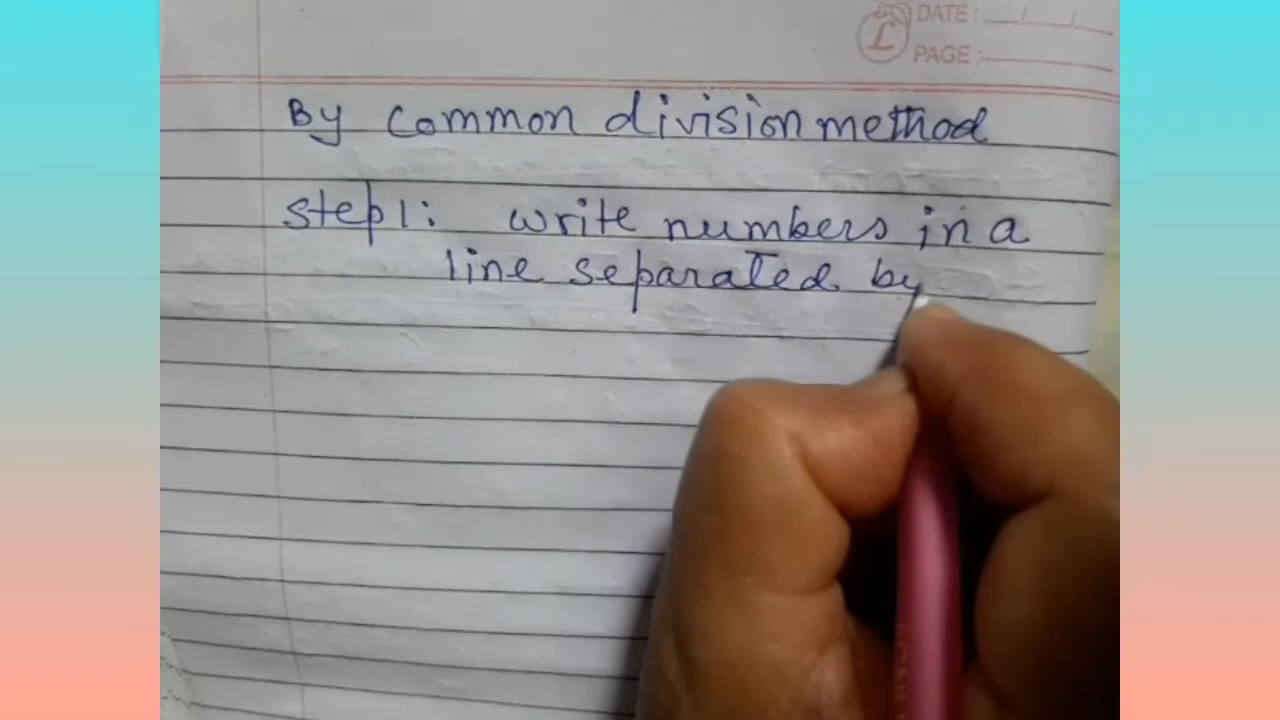 DATE :
PAGE :
By common division method
step1: write numbers in a
line separated by